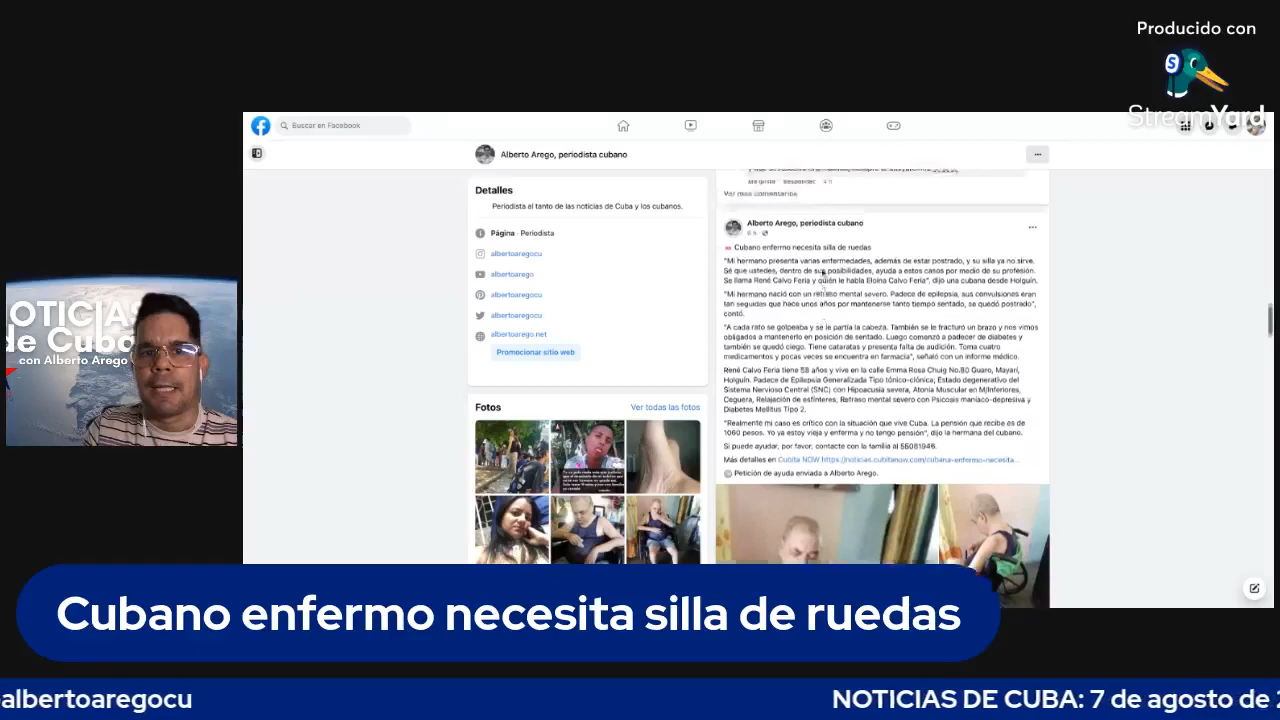 Producido con
StreamYard
Buscar en Facebook
Alberto Arego, periodista cubano
Detalles
Periodista al tanto de las noticias de Cuba y los cubanos.
Página · Periodista
albertoaregocu
albertoarego
albertoaregocu
albertoaregocu
albertoarego.net
Promocionar sitio web
Fotos
Ver todas las fotos
Me gusta Responder 4 h
Ver más comentarios
Alberto Arego, periodista cubano
Cubano enfermo necesita silla de ruedas
"Mi hermano presenta varias enfermedades, además de estar postrado, y su silla ya no sirve.
Sé que ustedes, dentro de sus posibilidades, ayuda a estos casos por medio de su profesión.
Se llama René Calvo Feria y quién le habla Eloina Calvo Feria", dijo una cubana desde Holguín.
"Mi hermano nació con un retraso mental severo. Padece de epilepsia, sus convulsiones eran
tan seguidas que hace unos años por mantenerse tanto tiempo sentado, se quedó postrado",
contó.
"A cada rato se golpeaba y se le partía la cabeza. También se le fracturó un brazo y nos vimos
obligados a mantenerlo en posición de sentado. Luego comenzó a padecer de diabetes y
también se quedó ciego. Tiene cataratas y presenta falta de audición. Toma cuatro
medicamentos y pocas veces se encuentra en farmacia", señaló con un informe médico.
René Calvo Feria tiene 58 años y vive en la calle Emma Rosa Chuig No.80 Guaro, Mayarí,
Holguín. Padece de Epilepsia Generalizada Tipo tónico-clónica; Estado degenerativo del
Sistema Nervioso Central (SNC) con Hipoacusia severa, Atonía Muscular en M/Inferiores,
Ceguera, Relajación de esfínteres, Retraso mental severo con Psicosis maníaco-depresiva y
Diabetes Mellitus Tipo 2.
"Realmente mi caso es crítico con la situación que vive Cuba. La pensión que recibe es de
1060 pesos. Yo ya estoy vieja y enferma y no tengo pensión", dijo la hermana del cubano.
Si puede ayudar, por favor, contacte con la familia al 55081946.
Más detalles en Cubita NOW https://noticias.cubitanow.com/cubana-enfermo-necesita...
Petición de ayuda enviada a Alberto Arego.
con Alberto Arego
Cubano enfermo necesita silla de ruedas
albertoaregocu
NOTICIAS DE CUBA: 7 de agosto de